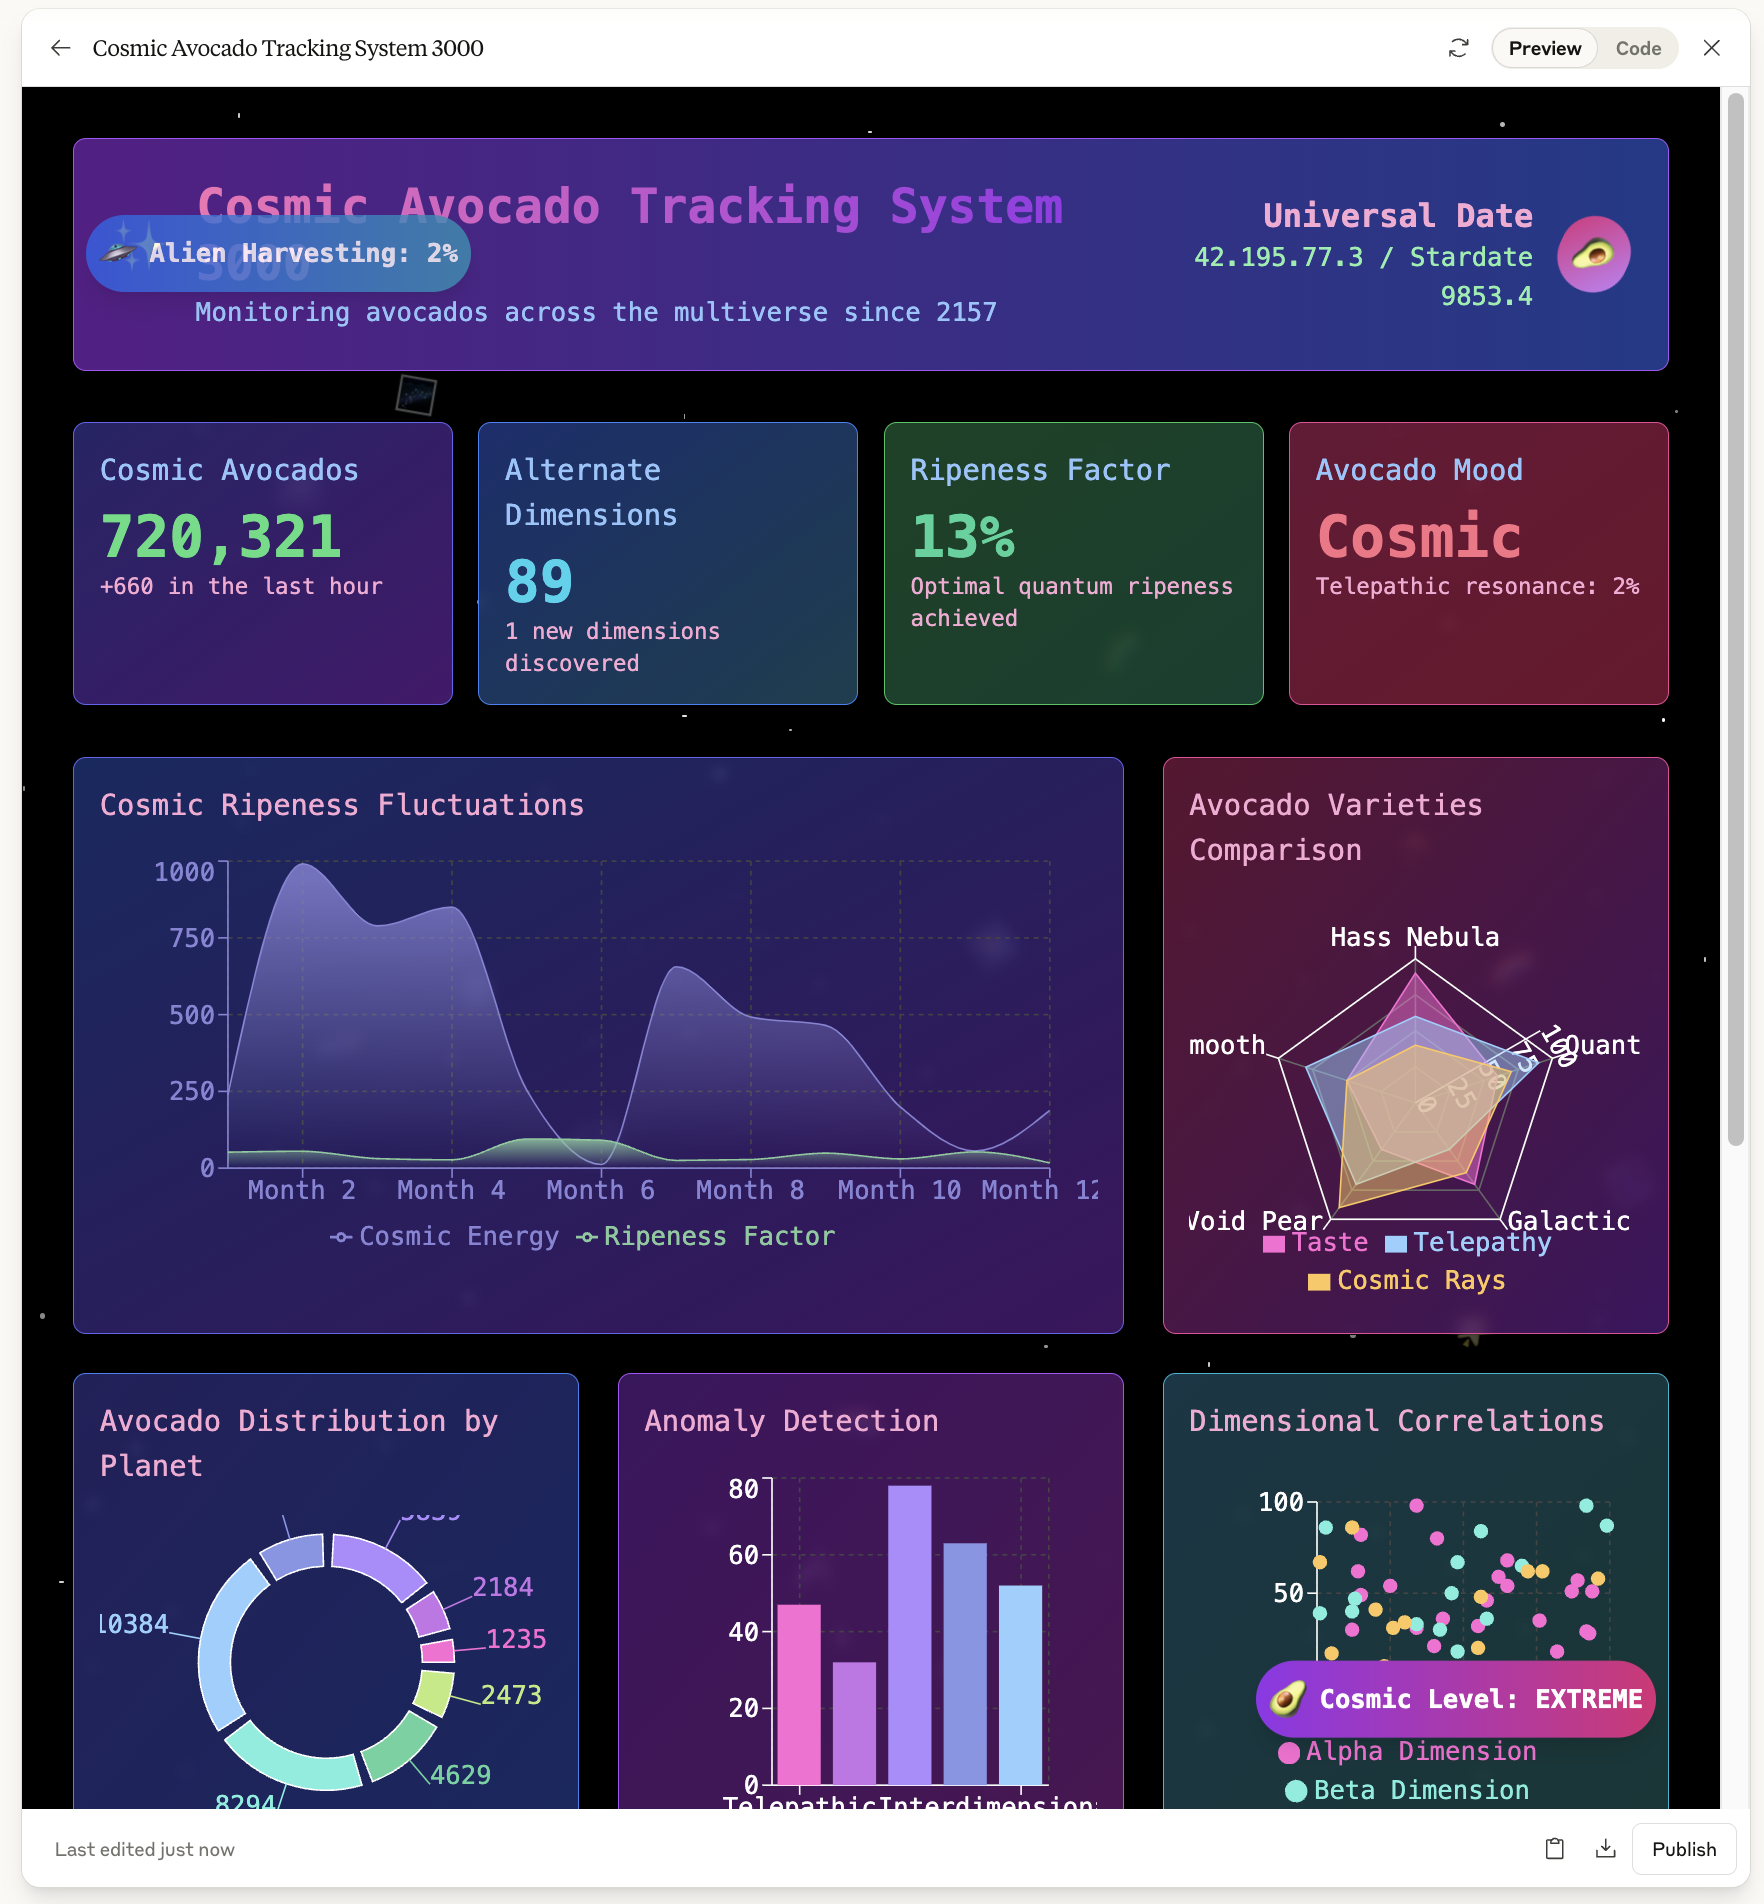 Cosmic Avocado Tracking System 3000
Preview
Code
Cosmic Avocado Tracking System
3000
Alien Harvesting: 2%
Monitoring avocados across the multiverse since 2157
Universal Date
42.195.77.3 / Stardate
9853.4
Cosmic Avocados
720,321
+660 in the last hour
Alternate
Dimensions
89
1 new dimensions
discovered
Ripeness Factor
13%
Optimal quantum ripeness
achieved
Avocado Mood
Cosmic
Telepathic resonance: 2%
Cosmic Ripeness Fluctuations
1000
750
500
250
0
Month 2 Month 4 Month 6 Month 8 Month 10 Month 12
Cosmic Energy Ripeness Factor
Avocado Varieties
Comparison
Hass Nebula
mooth
Quant
100
75
50
25
0
Void Pear
Galactic
Taste Telepathy
Cosmic Rays
Avocado Distribution by
Planet
2184
1235
2473
4629
8294
10384
Anomaly Detection
80
60
40
20
0
Telepathic Interdimension
Dimensional Correlations
100
50
Cosmic Level: EXTREME
Alpha Dimension
Beta Dimension
Last edited just now
Publish